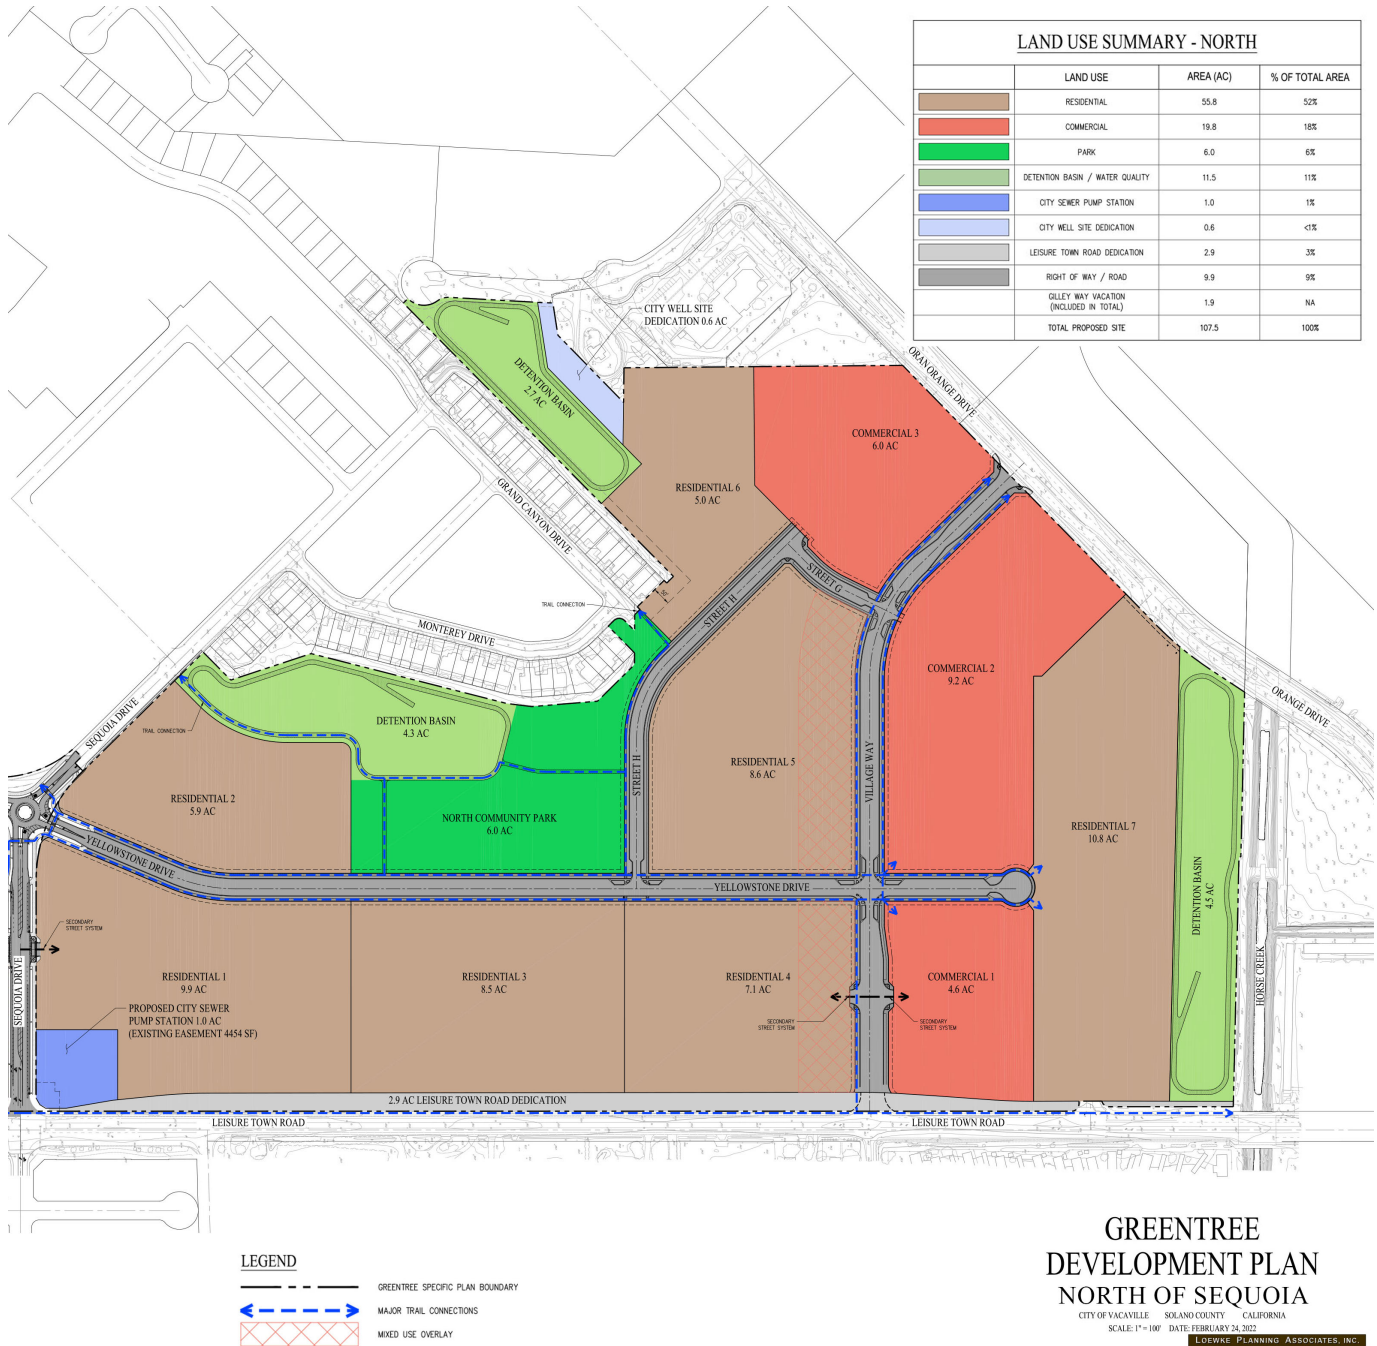 LAND USE SUMMARY - NORTH
LAND USE AREA (AC) % OF TOTAL AREA
RESIDENTIAL 55.8 52%
COMMERCIAL 19.8 18%
PARK 6.0 6%
DETENTION BASIN / WATER QUALITY 11.5 11%
CITY SEWER PUMP STATION 1.0 1%
CITY WELL SITE DEDICATION 0.6 <1%
LEISURE TOWN ROAD DEDICATION 2.9 3%
RIGHT OF WAY / ROAD 9.9 9%
GILLEY WAY VACATION
(INCLUDED IN TOTAL) 1.9 NA
TOTAL PROPOSED SITE 107.5 100%
CITY WELL SITE
DEDICATION 0.6 AC
DETENTION BASIN
2.7 AC
ORAN ORANGE DRIVE
COMMERCIAL 3
6.0 AC
RESIDENTIAL 6
5.0 AC
GRAND CANYON DRIVE
STREET G
STREET H
TRAIL CONNECTION
MONTEREY DRIVE
COMMERCIAL 2
9.2 AC
ORANGE DRIVE
SEQUOIA DRIVE
TRAIL CONNECTION
DETENTION BASIN
4.3 AC
STREET H
RESIDENTIAL 5
8.6 AC
VILLAGE WAY
RESIDENTIAL 2
5.9 AC
NORTH COMMUNITY PARK
6.0 AC
RESIDENTIAL 7
10.8 AC
YELLOWSTONE DRIVE
YELLOWSTONE DRIVE
DETENTION BASIN
4.5 AC
SECONDARY
STREET SYSTEM
SEQUOIA DRIVE
RESIDENTIAL 1
9.9 AC
RESIDENTIAL 3
8.5 AC
RESIDENTIAL 4
7.1 AC
COMMERCIAL 1
4.6 AC
HORSE CREEK
PROPOSED CITY SEWER
PUMP STATION 1.0 AC
(EXISTING EASEMENT 4454 SF)
SECONDARY
STREET SYSTEM
SECONDARY
STREET SYSTEM
2.9 AC LEISURE TOWN ROAD DEDICATION
LEISURE TOWN ROAD
LEISURE TOWN ROAD
LEGEND
GREENTREE SPECIFIC PLAN BOUNDARY
MAJOR TRAIL CONNECTIONS
MIXED USE OVERLAY
GREENTREE
DEVELOPMENT PLAN
NORTH OF SEQUOIA
CITY OF VACAVILLE SOLANO COUNTY CALIFORNIA
SCALE: 1" = 100' DATE: FEBRUARY 24, 2022
LOEWKE PLANNING ASSOCIATES, INC.